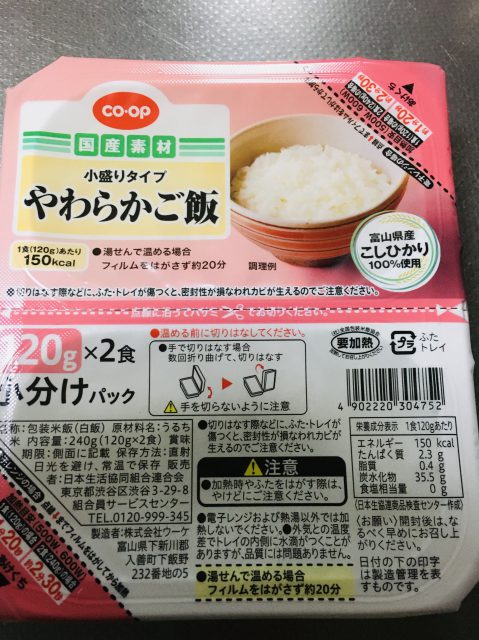 co・op
国産素材
小盛りタイプ
やわらかご飯
1食(120g)あたり
150kcal
●湯せんで温める場合
フィルムをはがさず約20分
調理例
富山県産
こしひかり
100%使用
※切りはなす際などに、ふた・トレイが傷つくと、密封性が損なわれカビが生えるのでご注意ください。
20g×2食
小分けパック
●温める前に切りはなしてください。
●手で切りはなす場合
数回折り曲げて、切りはなす
手を切らないように注意
要加熱
プラ
ふた
トレイ
4 902220 304752
名称:包装米飯(白飯) 原材料名:うるち
米 内容量:240g(120g×2食) 賞味
期限:側面に記載 保存方法:直射
日光を避け、常温で保存 販売
者:日本生活協同組合連合会
東京都渋谷区渋谷3-29-8
組合員サービスセンター
TEL.0120-999-345
製造者:株式会社ウーケ
富山県下新川郡
入善町下飯野
232番地の5
●切りはなす際などに、ふた・トレイが
傷つくと、密封性が損なわれカビが
生えるのでご注意ください。
注意
●加熱時やふたをはがす際は、
やけどにご注意ください。
●電子レンジおよび熱湯以外では加
熱しないでください。●外気との温度
差でトレイの内側に水滴がつくことが
ありますが、品質には問題ありません。
●湯せんで温める場合
フィルムをはがさず約20分
栄養成分表示 1食120gあたり
エネルギー 150 kcal
たんぱく質 2.3 g
脂質 0.4 g
炭水化物 35.5 g
食塩相当量 0 g
(日本生協連商品検査センター作成)
(お願い) 開封後は、な
るべく早めにお召し上
がりください。
日付の下の印字
は製造管理を表
すものです。